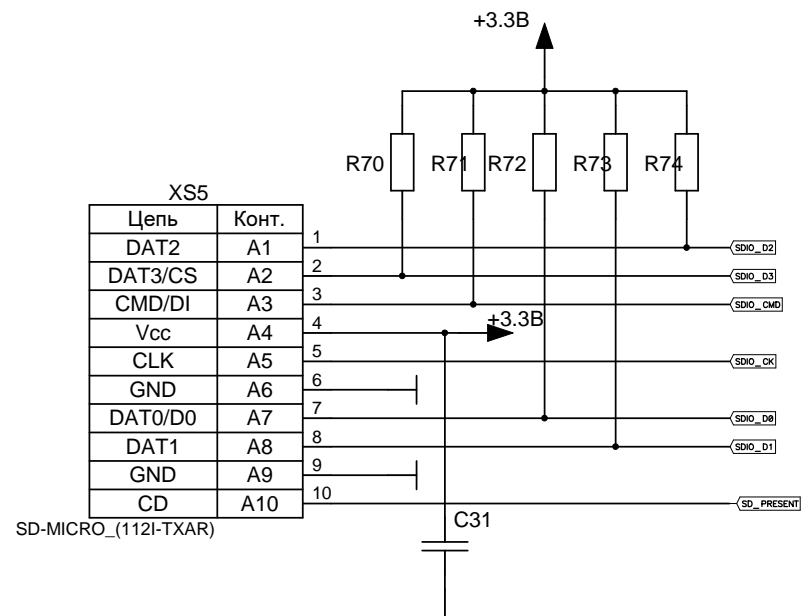 +3.3В
R70 R71 R72 R73 R74
XS5
Цепь Конт.
DAT2 A1 1 SDIO_D2
DAT3/CS A2 2 SDIO_D3
CMD/DI A3 3 SDIO_CMD
Vcc A4 4 +3.3В
CLK A5 5 SDIO_CK
GND A6 6
DAT0/D0 A7 7 SDIO_D0
DAT1 A8 8 SDIO_D1
GND A9 9
CD A10 10 SD_PRESENT
SD-MICRO_(112I-TXAR)
C31